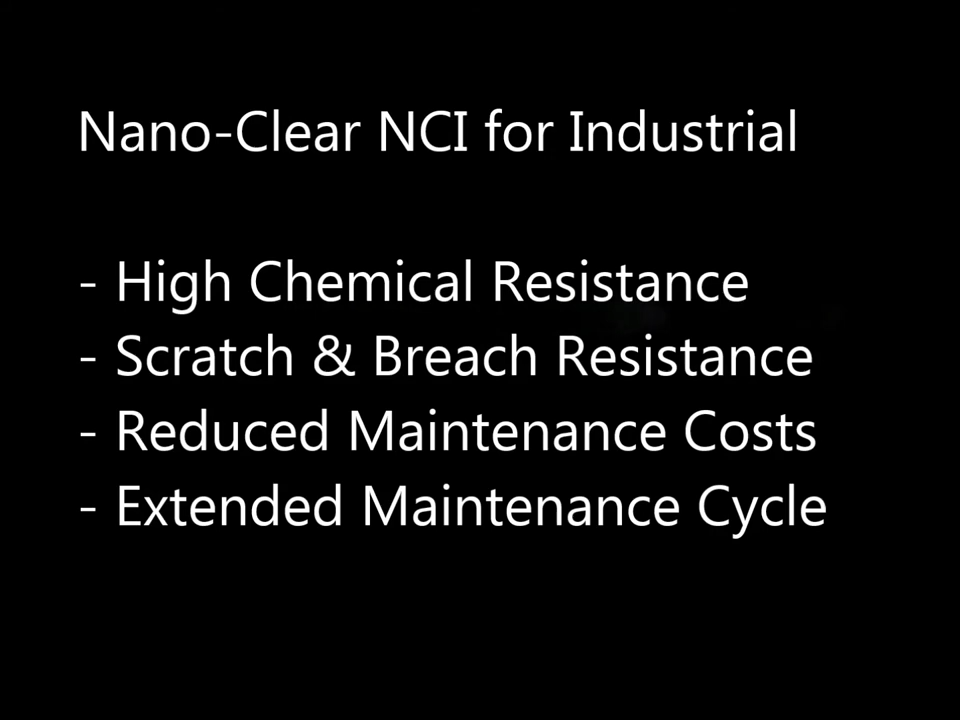 Nano-Clear NCI for Industrial
- High Chemical Resistance
- Scratch & Breach Resistance
- Reduced Maintenance Costs
- Extended Maintenance Cycle